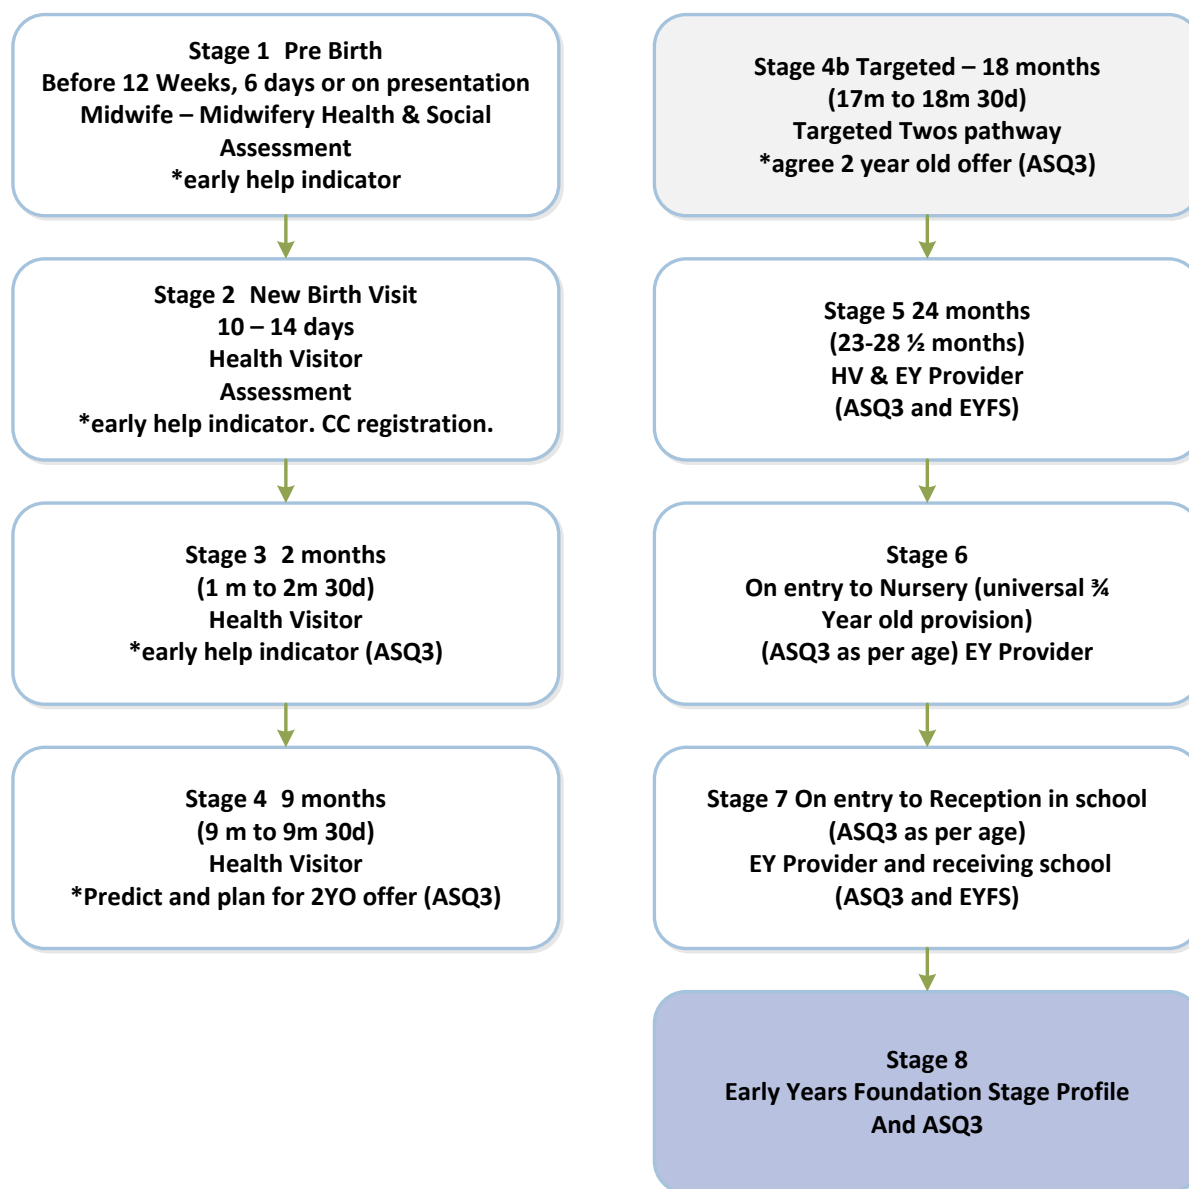 Stage 1  Pre Birth
Before 12 Weeks, 6 days or on presentation
Midwife – Midwifery Health & Social
Assessment
*early help indicator
Stage 2  New Birth Visit
10 – 14 days
Health Visitor
Assessment
*early help indicator. CC registration.
Stage 3  2 months
(1 m to 2m 30d)
Health Visitor
*early help indicator (ASQ3)
Stage 4  9 months
(9 m to 9m 30d)
Health Visitor
*Predict and plan for 2YO offer (ASQ3)
Stage 4b Targeted – 18 months
(17m to 18m 30d)
Targeted Twos pathway
*agree 2 year old offer (ASQ3)
Stage 5 24 months
(23-28 ½ months)
HV & EY Provider
(ASQ3 and EYFS)
Stage 6
On entry to Nursery (universal ¾
Year old provision)
(ASQ3 as per age) EY Provider
Stage 7 On entry to Reception in school
(ASQ3 as per age)
EY Provider and receiving school
(ASQ3 and EYFS)
Stage 8
Early Years Foundation Stage Profile
And ASQ3